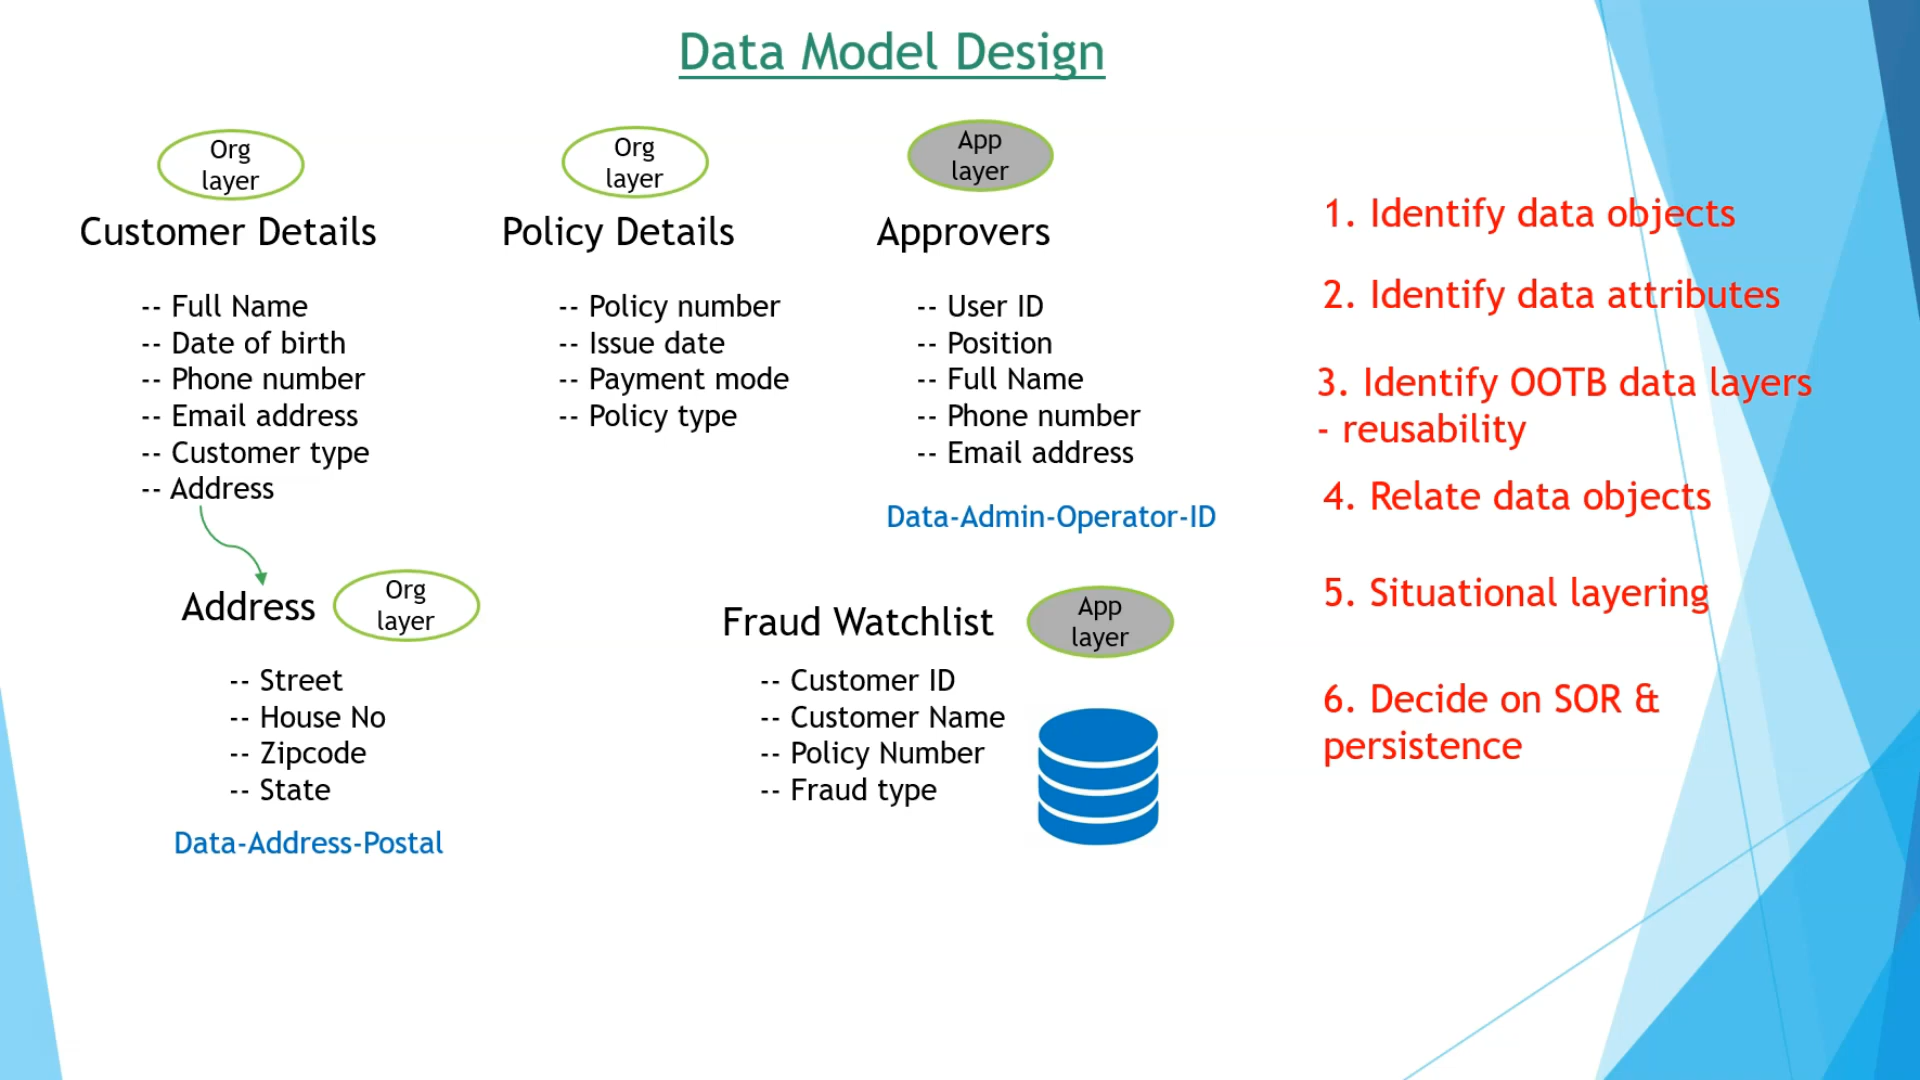 Data Model Design
Org
layer
Customer Details
-- Full Name
-- Date of birth
-- Phone number
-- Email address
-- Customer type
-- Address
Org
layer
Policy Details
-- Policy number
-- Issue date
-- Payment mode
-- Policy type
App
layer
Approvers
-- User ID
-- Position
-- Full Name
-- Phone number
-- Email address
Data-Admin-Operator-ID
Address
Org
layer
-- Street
-- House No
-- Zipcode
-- State
Data-Address-Postal
Fraud Watchlist
App
layer
-- Customer ID
-- Customer Name
-- Policy Number
-- Fraud type
1. Identify data objects
2. Identify data attributes
3. Identify OOTB data layers
- reusability
4. Relate data objects
5. Situational layering
6. Decide on SOR &
persistence